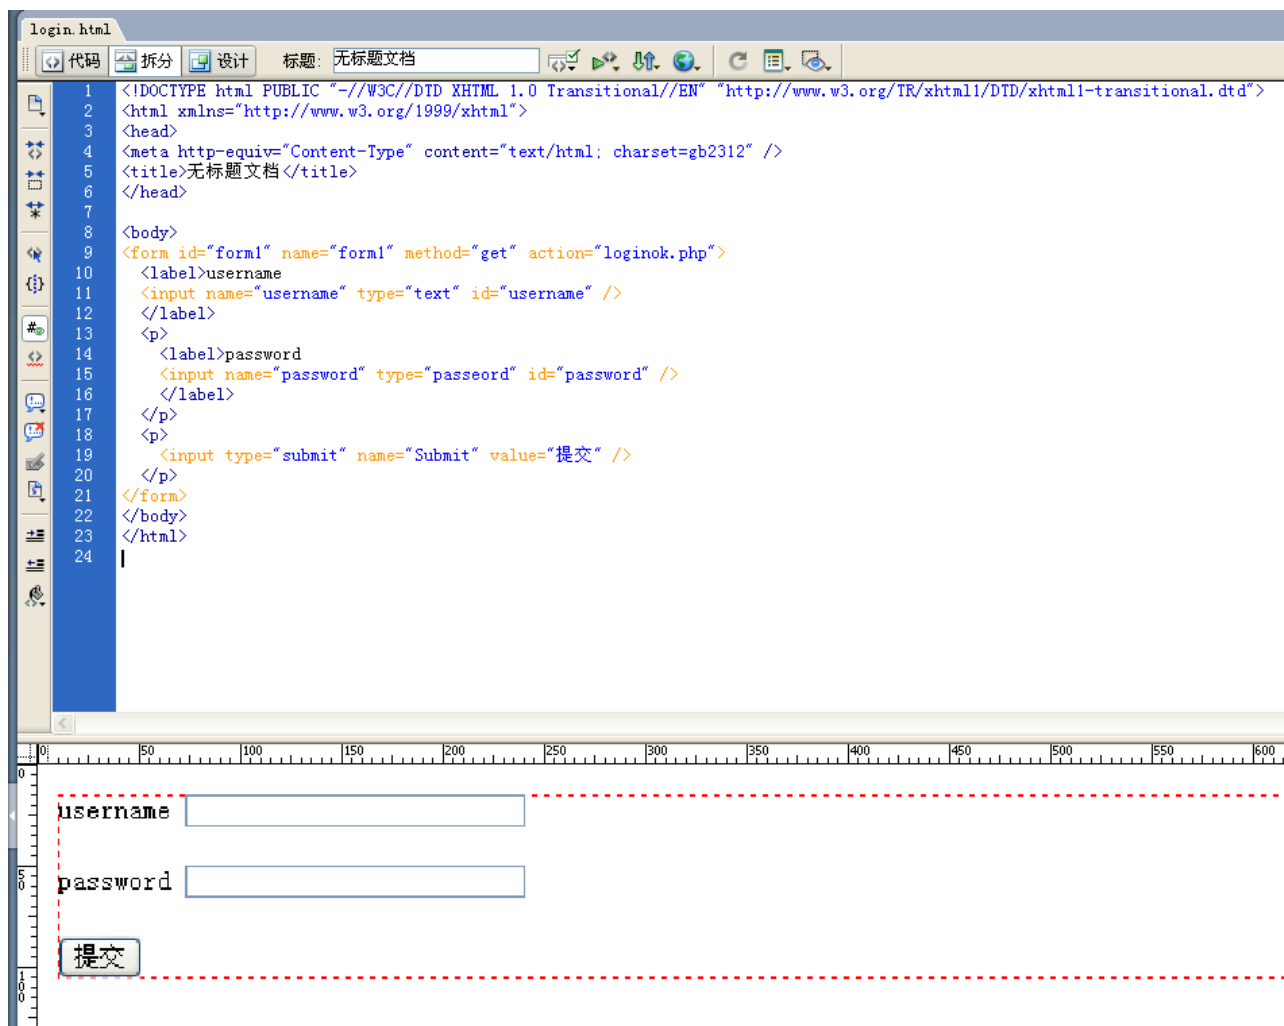 login.html
代码 拆分 设计 标题: 无标题文档
1 <!DOCTYPE html PUBLIC "-//W3C//DTD XHTML 1.0 Transitional//EN" "http://www.w3.org/TR/xhtml1/DTD/xhtml1-transitional.dtd">
2 <html xmlns="http://www.w3.org/1999/xhtml">
3 <head>
4 <meta http-equiv="Content-Type" content="text/html; charset=gb2312" />
5 <title>无标题文档</title>
6 </head>
7
8 <body>
9 <form id="form1" name="form1" method="get" action="loginok.php">
10 <label>username
11 <input name="username" type="text" id="username" />
12 </label>
13 <p>
14 <label>password
15 <input name="password" type="passeord" id="password" />
16 </label>
17 </p>
18 <p>
19 <input type="submit" name="Submit" value="提交" />
20 </p>
21 </form>
22 </body>
23 </html>
24
0 50 100 150 200 250 300 350 400 450 500 550 600
0
username
50
password
提交
100